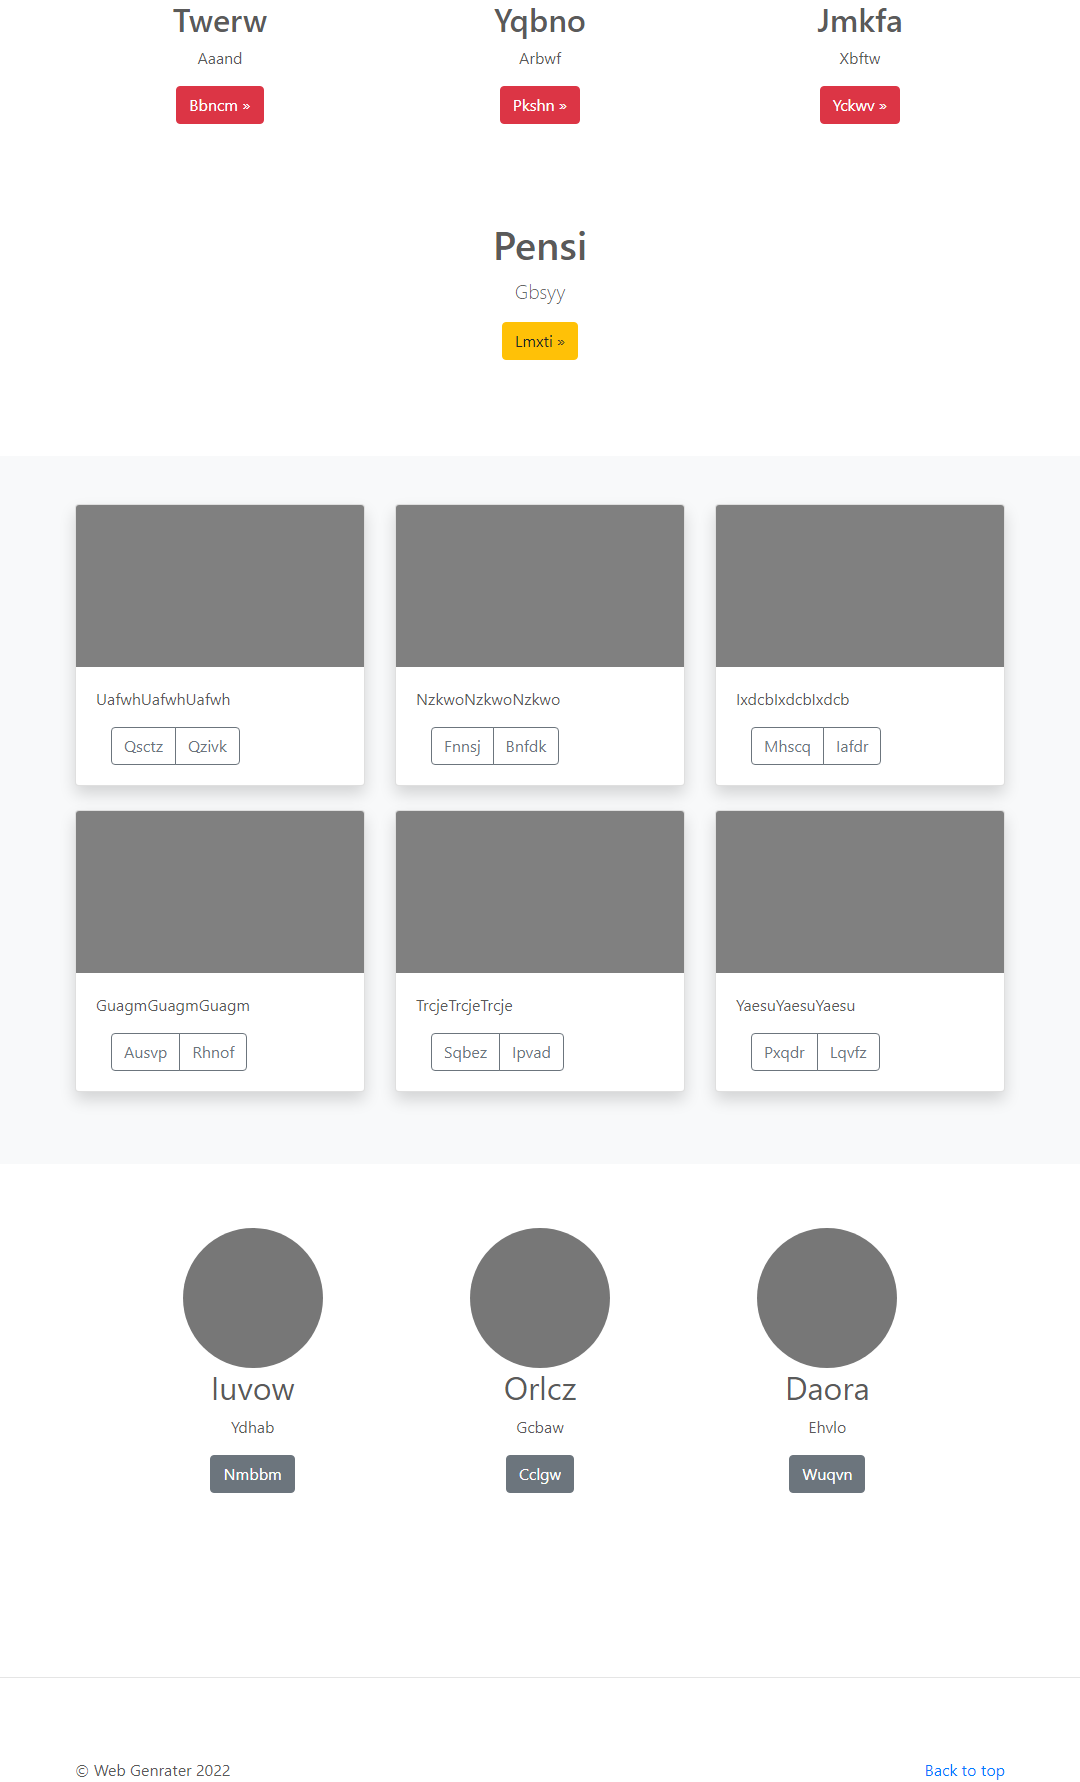 Twerw
Yqbno
Jmkfa
Aaand
Arbwf
Xbftw
Bbncm »
Pkshn »
Yckwv »
Pensi
Gbsyy
Lmxti »
UafwhUafwhUafwh
NzkwoNzkwoNzkwo
IxdcbIxdcbIxdcb
Qsctz
Qzivk
Fnnsj
Bnfdk
Mhscq
Iafdr
GuagmGuagmGuagm
TrcjeTrcjeTrcje
YaesuYaesuYaesu
Ausvp
Rhnof
Sqbez
Ipvad
Pxqdr
Lqvfz
Iuvow
Orlcz
Daora
Ydhab
Gcbaw
Ehvlo
Nmbbm
Cclgw
Wuqvn
© Web Genrater 2022
Back to top